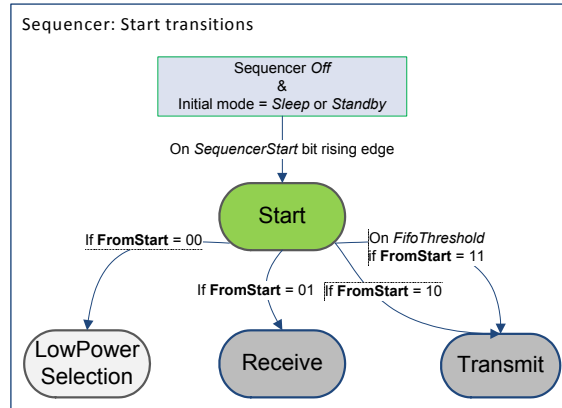 Sequencer: Start transitions
Sequencer Off
&
Initial mode = Sleep or Standby
On SequencerStart bit rising edge
Start
If FromStart = 00
On FifoThreshold
if FromStart = 11
If FromStart = 01
If FromStart = 10
LowPower
Selection
Receive
Transmit